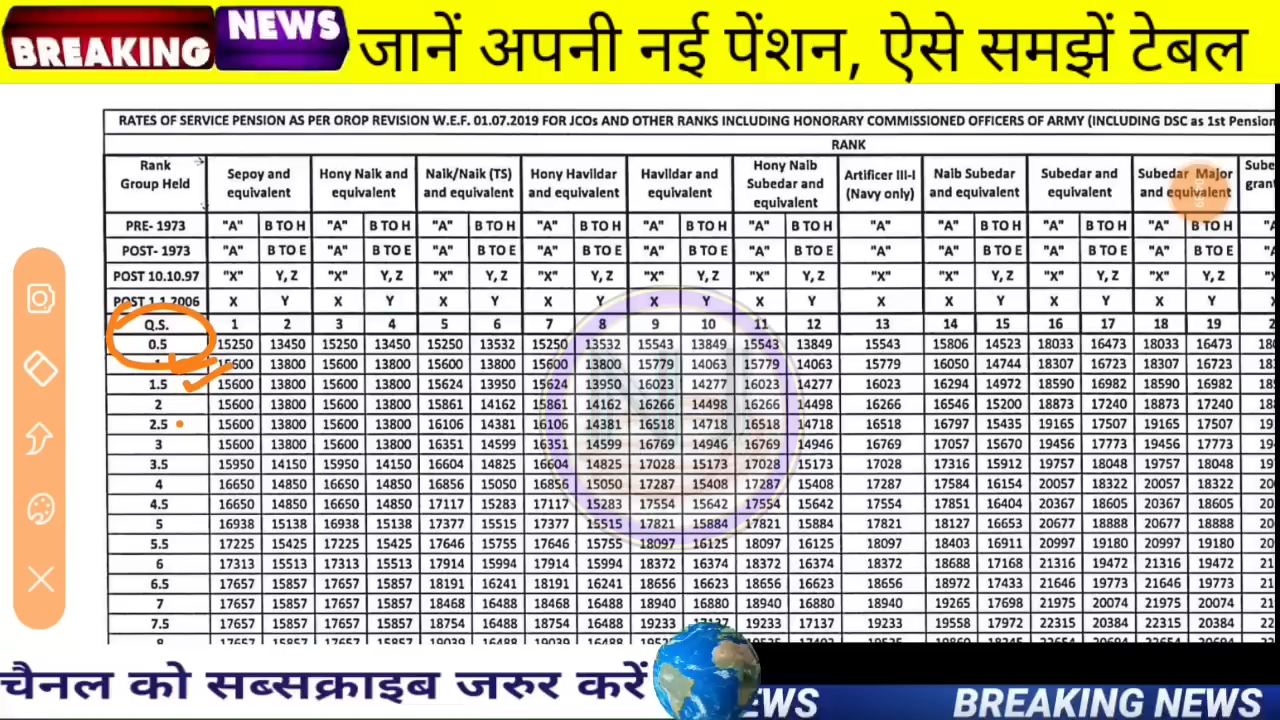 BREAKING NEWS जानें अपनी नई पेंशन, ऐसे समझें टेबल
RATES OF SERVICE PENSION AS PER OROP REVISION W.E.F. 01.07.2019 FOR JCOs AND OTHER RANKS INCLUDING HONORARY COMMISSIONED OFFICERS OF ARMY (INCLUDING DSC as 1st Pension
RANK
Rank Group Held Sepoy and equivalent Hony Naik and equivalent Naik/Naik (TS) and equivalent Hony Havildar and equivalent Havildar and equivalent Hony Naib Subedar and equivalent Artificer III-I (Navy only) Naib Subedar and equivalent Subedar and equivalent Subedar Major and equivalent
PRE- 1973 "A" B TO H "A" B TO H "A" B TO H "A" B TO H "A" B TO H "A" B TO H "A" "A" B TO H "A" B TO H "A" B TO H
POST- 1973 "A" B TO E "A" B TO E "A" B TO E "A" B TO E "A" B TO E "A" B TO E "A" "A" B TO E "A" B TO E "A" B TO E
POST 10.10.97 "X" Y, Z "X" Y, Z "X" Y, Z "X" Y, Z "X" Y, Z "X" Y, Z "X" "X" Y, Z "X" Y, Z "X" Y, Z
POST 1.1.2006 X Y X Y X Y X Y X Y X Y X X Y X Y X Y
Q.S. 1 2 3 4 5 6 7 8 9 10 11 12 13 14 15 16 17 18 19
0.5 15250 13450 15250 13450 15250 13532 15250 13532 15543 13849 15543 13849 15543 15806 14523 18033 16473 18033 16473
15600 13800 15600 13800 15600 13800 15600 13800 15779 14063 15779 14063 15779 16050 14744 18307 16723 18307 16723
1.5 15600 13800 15600 13800 15624 13950 15624 13950 16023 14277 16023 14277 16023 16294 14972 18590 16982 18590 16982
2 15600 13800 15600 13800 15861 14162 15861 14162 16266 14498 16266 14498 16266 16546 15200 18873 17240 18873 17240
2.5 15600 13800 15600 13800 16106 14381 16106 14381 16518 14718 16518 14718 16518 16797 15435 19165 17507 19165 17507
3 15600 13800 15600 13800 16351 14599 16351 14599 16769 14946 16769 14946 16769 17057 15670 19456 17773 19456 17773
3.5 15950 14150 15950 14150 16604 14825 16604 14825 17028 15173 17028 15173 17028 17316 15912 19757 18048 19757 18048
4 16650 14850 16650 14850 16856 15050 16856 15050 17287 15408 17287 15408 17287 17584 16154 20057 18322 20057 18322
4.5 16650 14850 16650 14850 17117 15283 17117 15283 17554 15642 17554 15642 17554 17851 16404 20367 18605 20367 18605
5 16938 15138 16938 15138 17377 15515 17377 15515 17821 15884 17821 15884 17821 18127 16653 20677 18888 20677 18888
5.5 17225 15425 17225 15425 17646 15755 17646 15755 18097 16125 18097 16125 18097 18403 16911 20997 19180 20997 19180
6 17313 15513 17313 15513 17914 15994 17914 15994 18372 16374 18372 16374 18372 18688 17168 21316 19472 21316 19472
6.5 17657 15857 17657 15857 18191 16241 18191 16241 18656 16623 18656 16623 18656 18972 17433 21646 19773 21646 19773
7 17657 15857 17657 15857 18468 16488 18468 16488 18940 16880 18940 16880 18940 19265 17698 21975 20074 21975 20074
7.5 17657 15857 17657 15857 18754 16488 18754 16488 19233 17137 19233 17137 19233 19558 17972 22315 20384 22315 20384
चैनल को सब्सक्राइब जरुर करें
EWS BREAKING NEWS